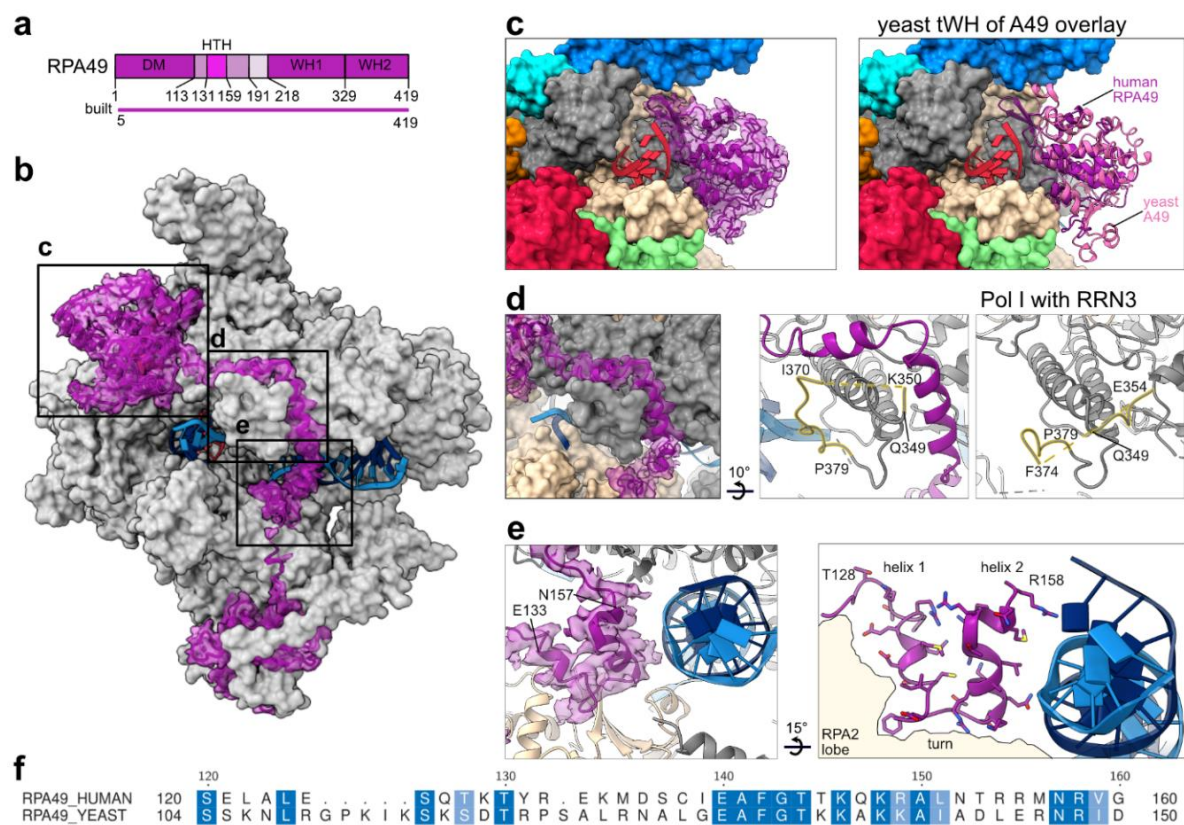 a
HTH
RPA49
DM
WH1
WH2
1
113
131
159
191
218
329
419
built
5
419
b
c
d
e
c
yeast tWH of A49 overlay
human
RPA49
yeast
A49
d
Pol I with RRN3
10°
I370
K350
Q349
P379
E354
P379
Q349
F374
e
E133
N157
15°
T128
helix 1
helix 2
R158
RPA2
lobe
turn
f
120 130 140 150 160
RPA49_HUMAN 120 S E L A L E . . . . . S Q T K T Y R . E K M D S C I E A F G T T K Q K R A L N T R R M N R V G 160
RPA49_YEAST 104 S S K N L R G P K I K S K S D T R P S A L R N A L G E A F G T K K A K K A I A D L E R N R I D 150